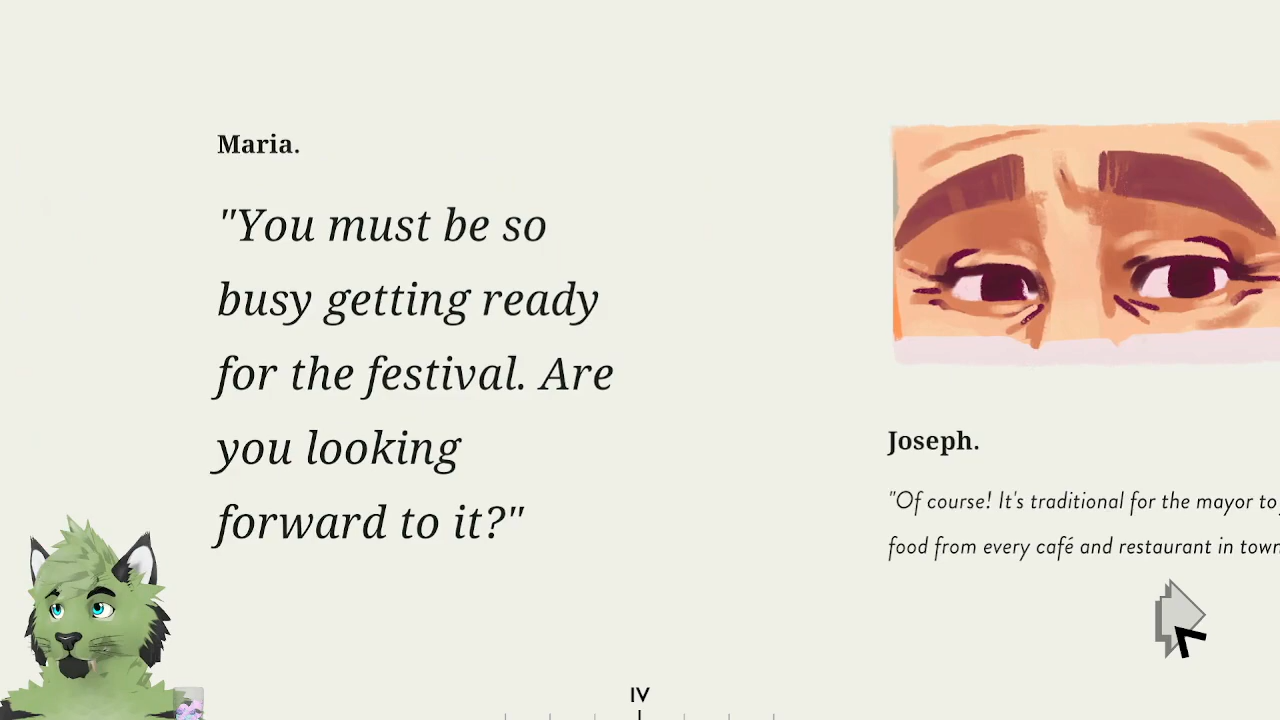 Maria.
"You must be so
busy getting ready
for the festival. Are
you looking
forward to it?"
Joseph.
"Of course! It's traditional for the mayor to
food from every café and restaurant in town
IV